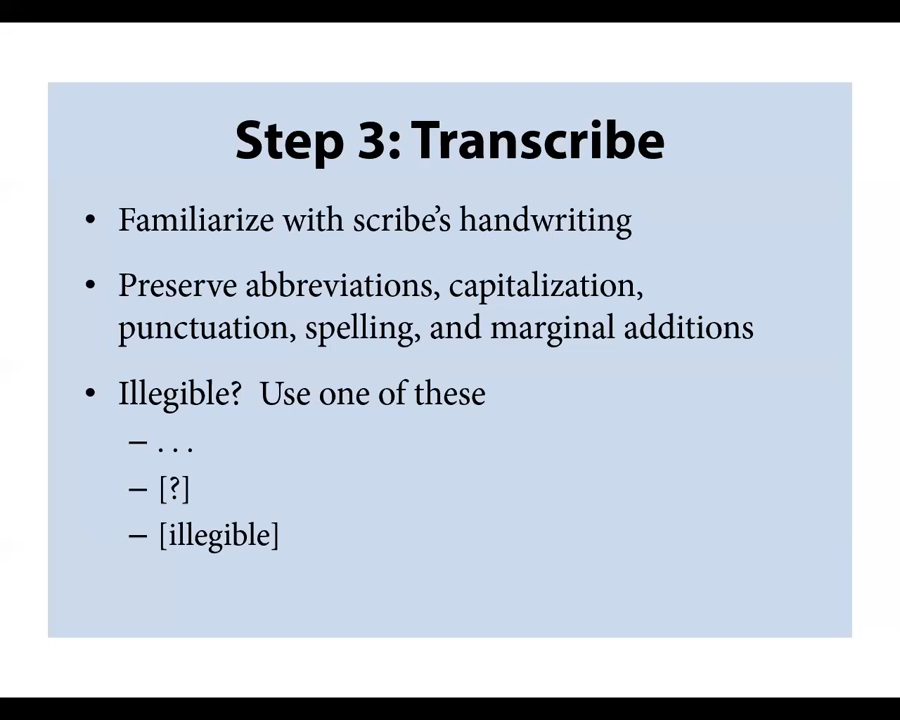 Step 3: Transcribe
• Familiarize with scribe’s handwriting
• Preserve abbreviations, capitalization,
punctuation, spelling, and marginal additions
• Illegible?  Use one of these
– . . .
– [?]
– [illegible]